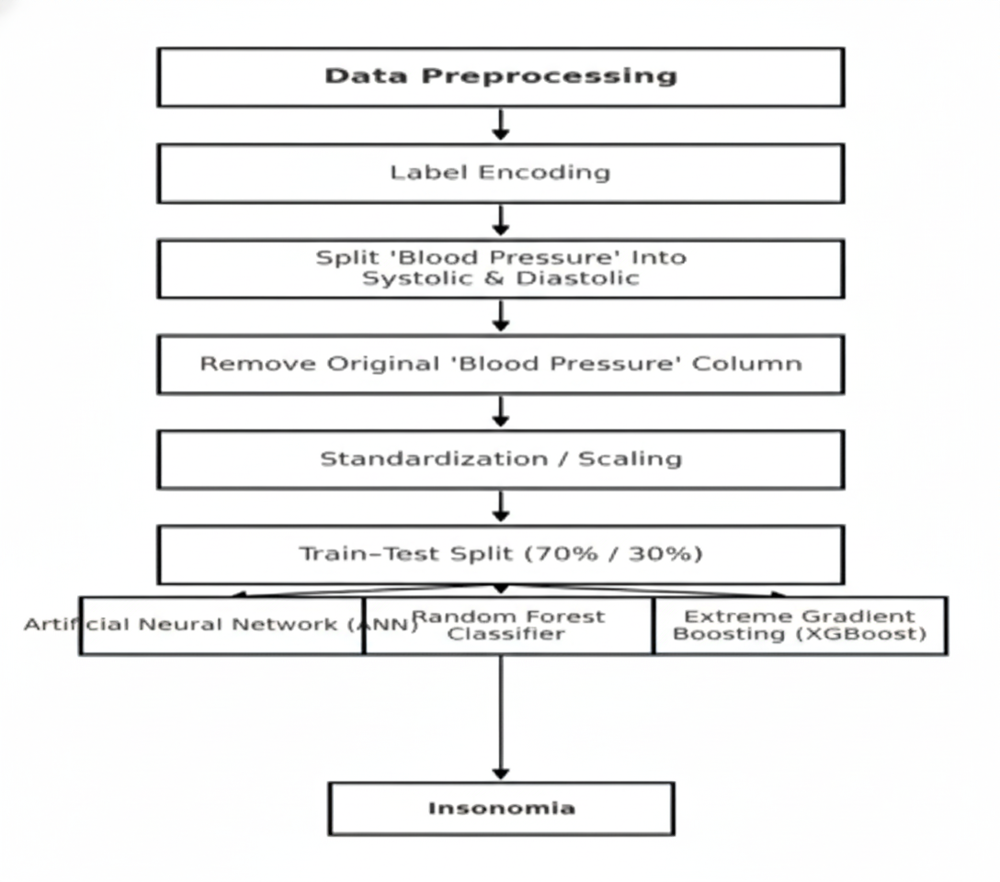 Data Preprocessing
Label Encoding
Split 'Blood Pressure' Into
Systolic & Diastolic
Remove Original 'Blood Pressure' Column
Standardization / Scaling
Train–Test Split (70% / 30%)
Artificial Neural Network (ANN)
Random Forest
Classifier
Extreme Gradient
Boosting (XGBoost)
Insonomia